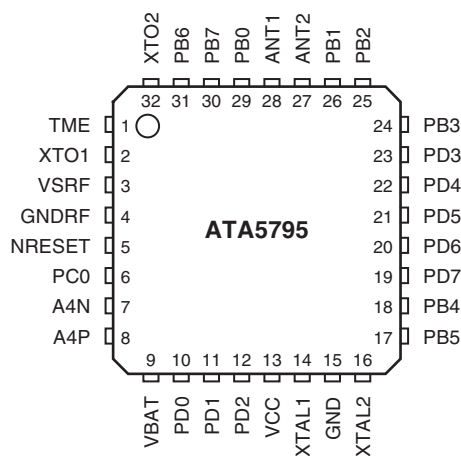 XTO2 PB6 PB7 PB0 ANT1 ANT2 PB1 PB2
32 31 30 29 28 27 26 25
TME 1 24 PB3
XTO1 2 23 PD3
VSRF 3 22 PD4
GNDRF 4 21 PD5
ATA5795
NRESET 5 20 PD6
PC0 6 19 PD7
A4N 7 18 PB4
A4P 8 17 PB5
9 10 11 12 13 14 15 16
VBAT PD0 PD1 PD2 VCC XTAL1 GND XTAL2